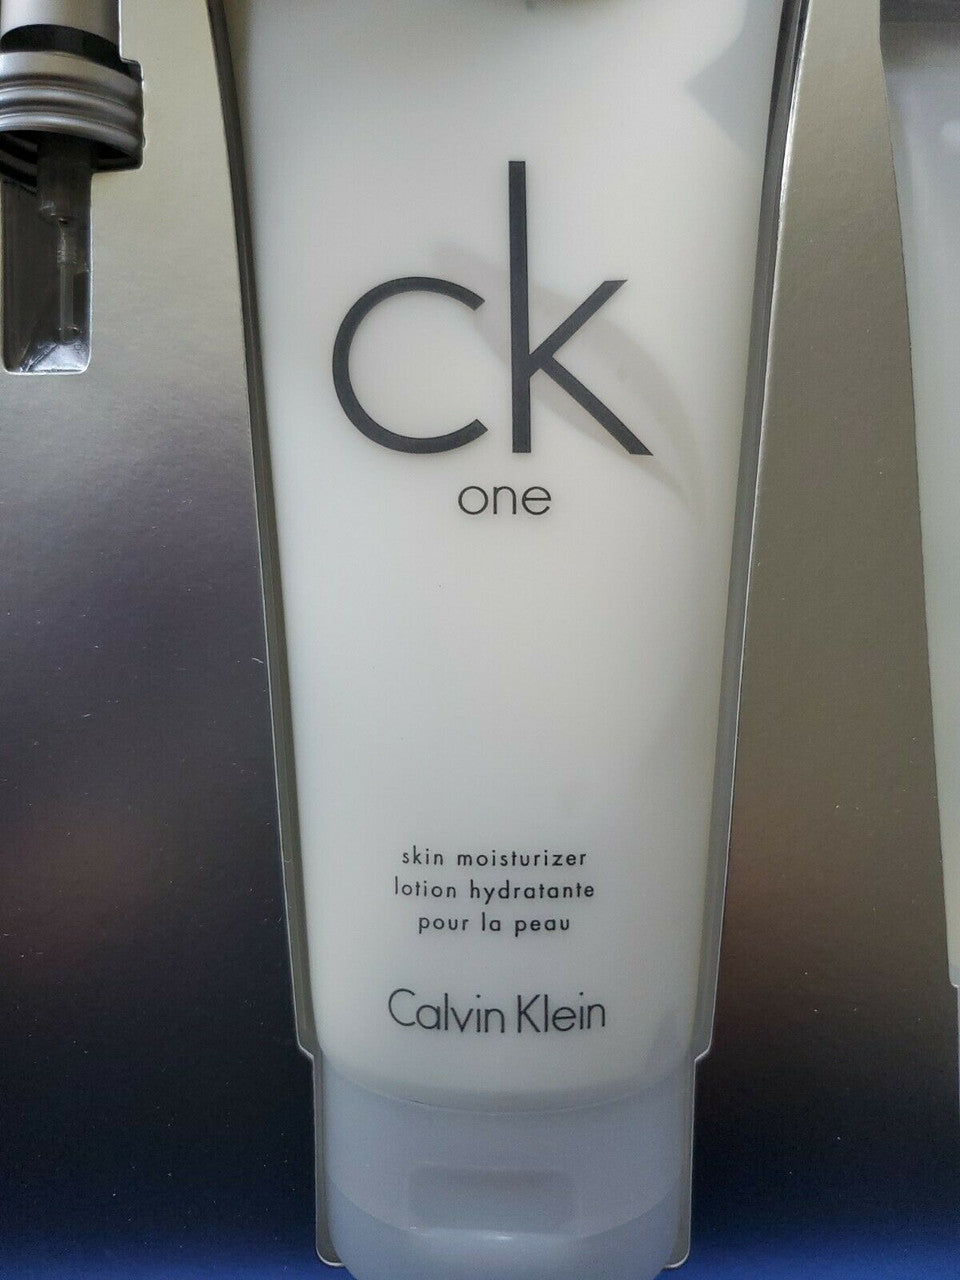 ck
one
skin moisturizer
lotion hydratante
pour la peau
Calvin Klein